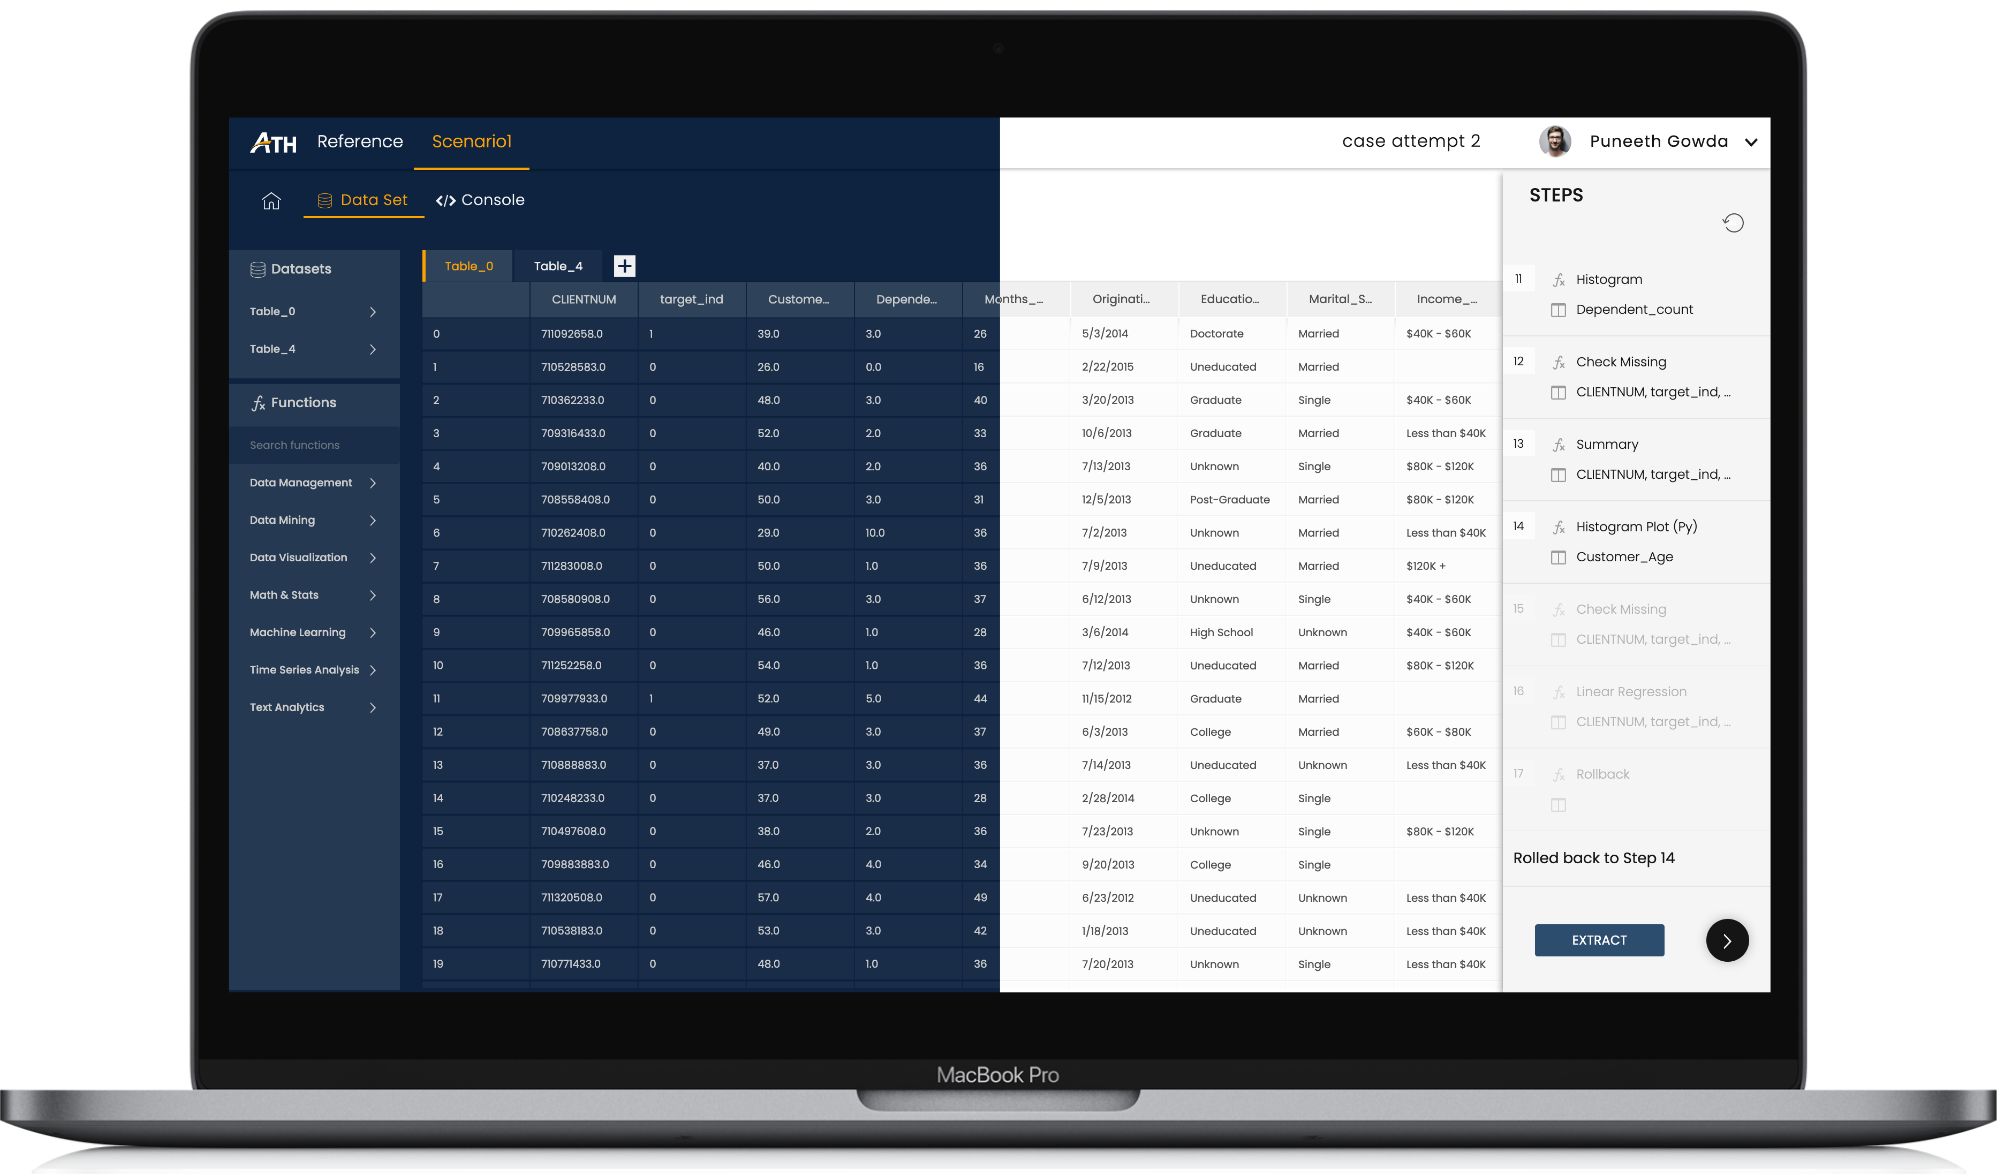 ATH Reference Scenario1 case attempt 2 Puneeth Gowda
Data Set </> Console
STEPS
Datasets
Table_0
Table_4
fx Functions
Search functions
Data Management
Data Mining
Data Visualization
Math & Stats
Machine Learning
Time Series Analysis
Text Analytics
Table_0 Table_4 +
CLIENTNUM target_ind Custome... Depende... Months_... Originati... Educatio... Marital_S... Income_...
0 711092658.0 1 39.0 3.0 26 5/3/2014 Doctorate Married $40K - $60K
1 710528583.0 0 26.0 0.0 16 2/22/2015 Uneducated Married
2 710362233.0 0 48.0 3.0 40 3/20/2013 Graduate Single $40K - $60K
3 709316433.0 0 52.0 2.0 33 10/6/2013 Graduate Married Less than $40K
4 709013208.0 0 40.0 2.0 36 7/13/2013 Unknown Single $80K - $120K
5 708558408.0 0 50.0 3.0 31 12/5/2013 Post-Graduate Married $80K - $120K
6 710262408.0 0 29.0 10.0 36 7/2/2013 Unknown Married Less than $40K
7 711283008.0 0 50.0 1.0 36 7/9/2013 Uneducated Married $120K +
8 708580908.0 0 56.0 3.0 37 6/12/2013 Unknown Single $40K - $60K
9 709965858.0 0 46.0 1.0 28 3/6/2014 High School Unknown $40K - $60K
10 711252258.0 0 54.0 1.0 36 7/12/2013 Uneducated Married $80K - $120K
11 709977933.0 1 52.0 5.0 44 11/15/2012 Graduate Married
12 708637758.0 0 49.0 3.0 37 6/3/2013 College Married $60K - $80K
13 710888883.0 0 37.0 3.0 36 7/14/2013 Uneducated Unknown Less than $40K
14 710248233.0 0 37.0 3.0 28 2/28/2014 College Single
15 710497608.0 0 38.0 2.0 36 7/23/2013 Unknown Single $80K - $120K
16 709883883.0 0 46.0 4.0 34 9/20/2013 College Single
17 711320508.0 0 57.0 4.0 49 6/23/2012 Uneducated Unknown Less than $40K
18 710538183.0 0 53.0 3.0 42 1/18/2013 Uneducated Unknown Less than $40K
19 710771433.0 0 48.0 1.0 36 7/20/2013 Unknown Single Less than $40K
11 fx Histogram
Dependent_count
12 fx Check Missing
CLIENTNUM, target_ind, ...
13 fx Summary
CLIENTNUM, target_ind, ...
14 fx Histogram Plot (Py)
Customer_Age
15 fx Check Missing
CLIENTNUM, target_ind, ...
16 fx Linear Regression
CLIENTNUM, target_ind, ...
17 fx Rollback
Rolled back to Step 14
EXTRACT
MacBook Pro